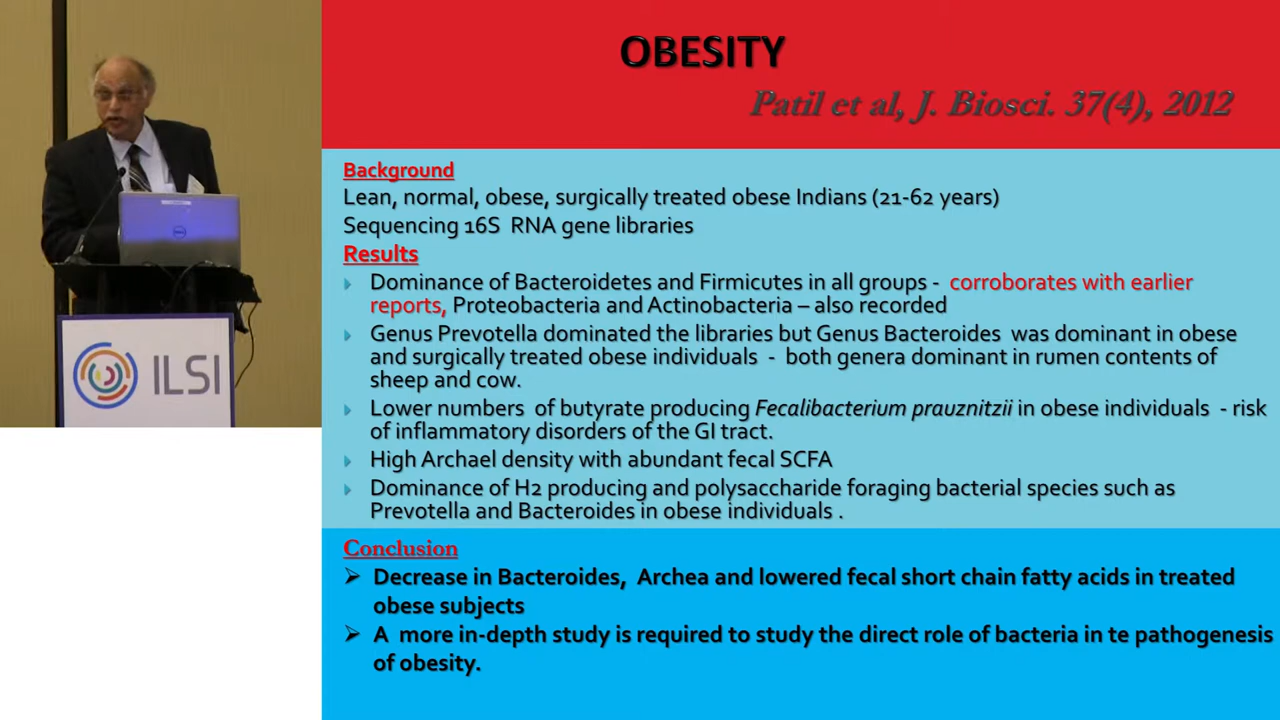 OBESITY
Patil et al, J. Biosci. 37(4), 2012
Background
Lean, normal, obese, surgically treated obese Indians (21-62 years)
Sequencing 16S RNA gene libraries
Results
Dominance of Bacteroidetes and Firmicutes in all groups - corroborates with earlier
reports, Proteobacteria and Actinobacteria – also recorded
Genus Prevotella dominated the libraries but Genus Bacteroides was dominant in obese
and surgically treated obese individuals - both genera dominant in rumen contents of
sheep and cow.
Lower numbers of butyrate producing Fecalibacterium prauznitzii in obese individuals - risk
of inflammatory disorders of the GI tract.
High Archael density with abundant fecal SCFA
Dominance of H2 producing and polysaccharide foraging bacterial species such as
Prevotella and Bacteroides in obese individuals .
Conclusion
Decrease in Bacteroides, Archea and lowered fecal short chain fatty acids in treated
obese subjects
A more in-depth study is required to study the direct role of bacteria in te pathogenesis
of obesity.
ILSI